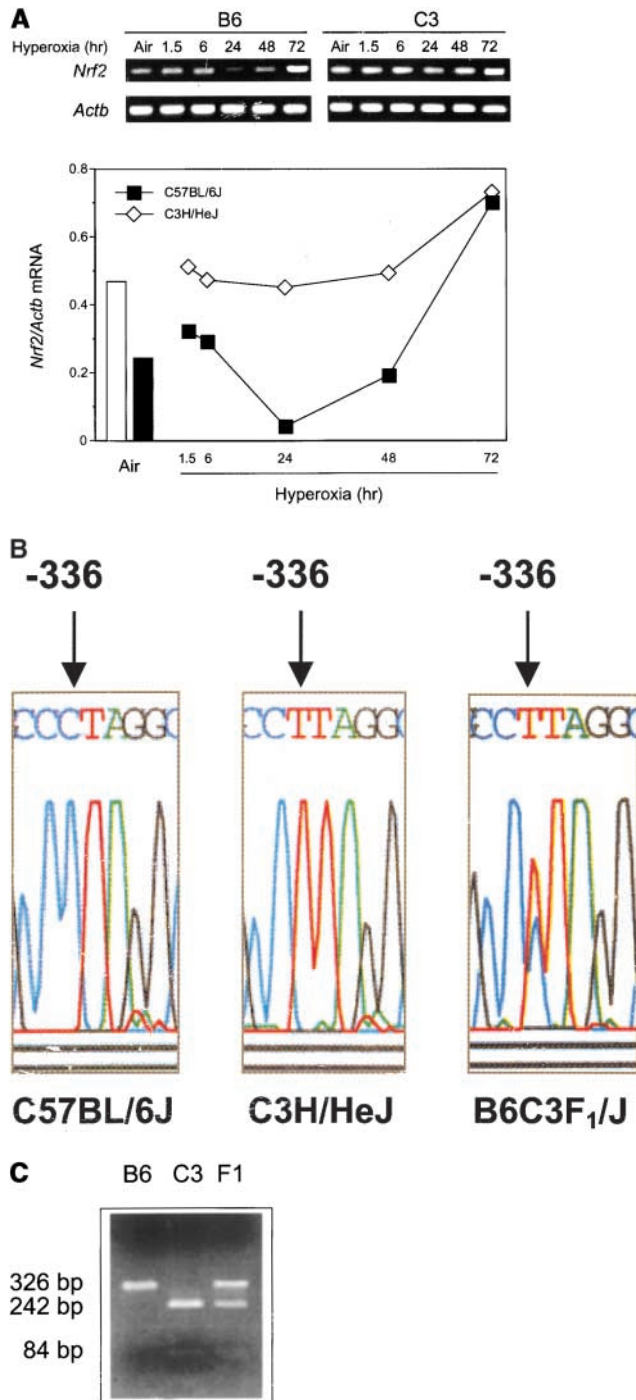 A
B6 C3
Hyperoxia (hr) Air 1.5 6 24 48 72 Air 1.5 6 24 48 72
Nrf2
Actb
0.8
C57BL/6J
C3H/HeJ
0.6
0.4
0.2
0
Nrf2/Actb mRNA
Air
1.5 6 24 48 72
Hyperoxia (hr)
B
-336 -336 -336
CCCTAGGC CCTTAGGC CCTTAGGC
C57BL/6J C3H/HeJ B6C3F₁/J
C
B6 C3 F1
326 bp
242 bp
84 bp